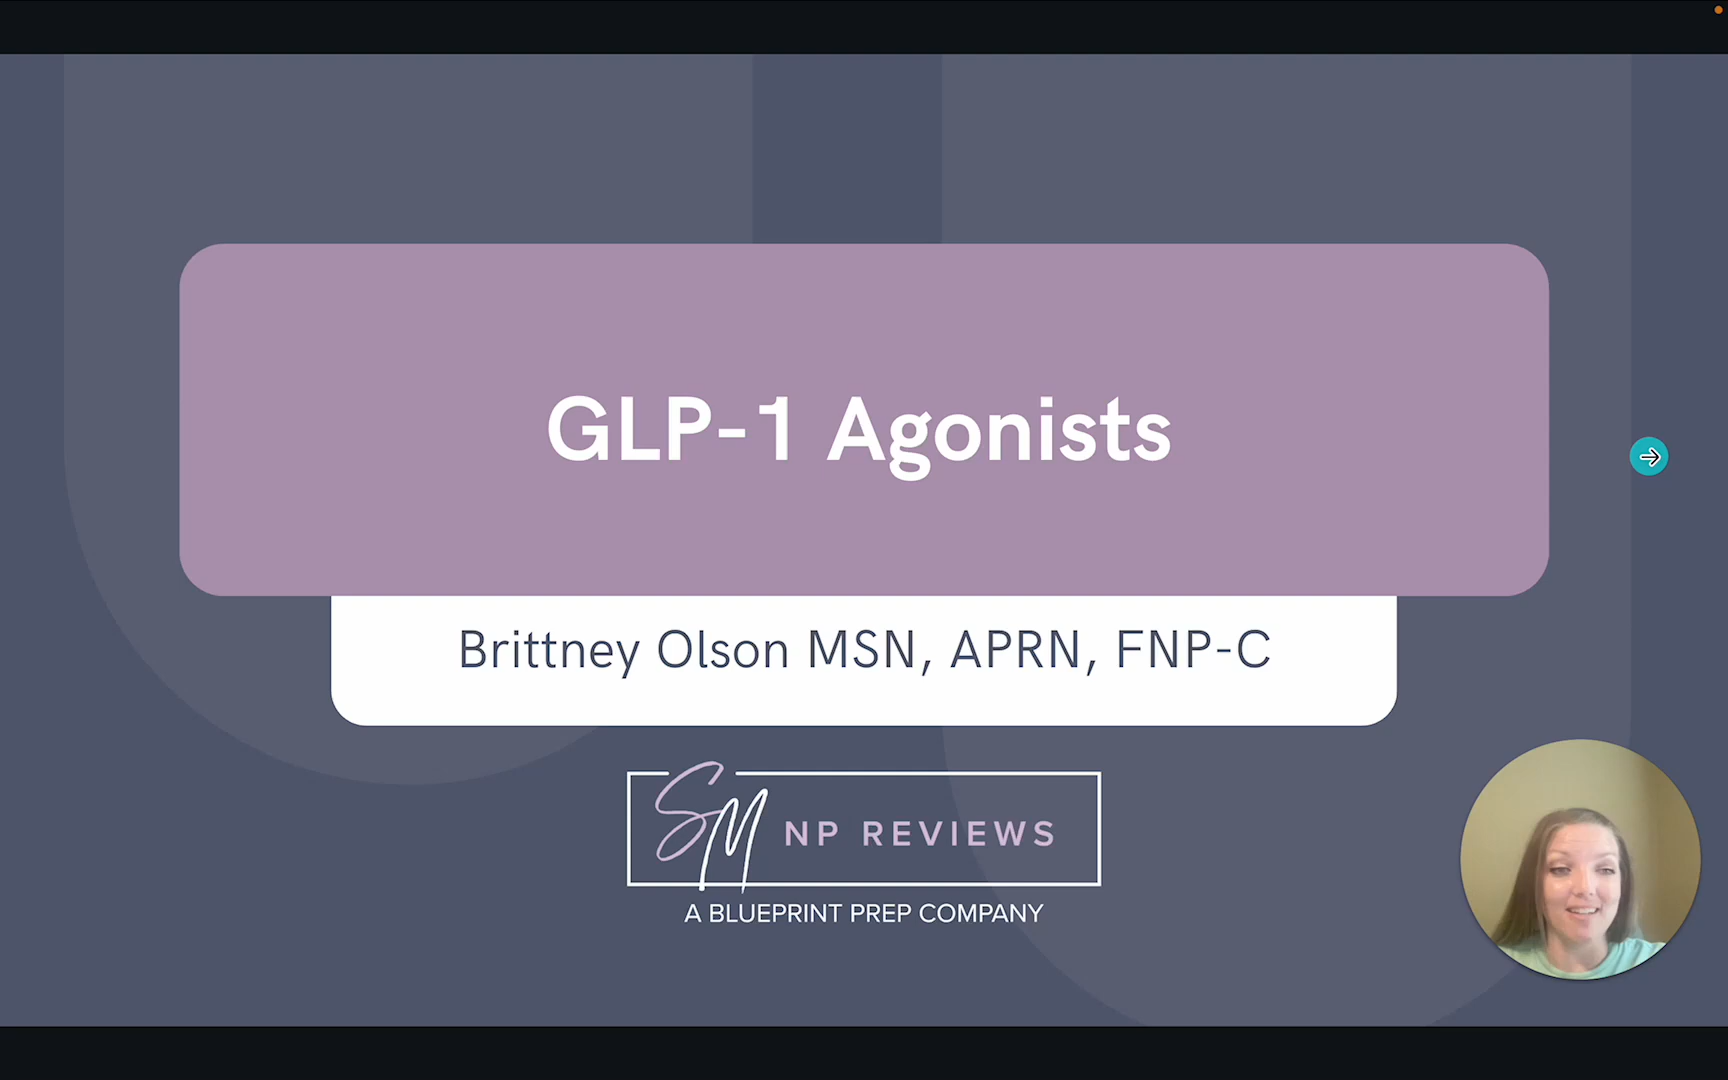 GLP-1 Agonists
Brittney Olson MSN, APRN, FNP-C
SM NP REVIEWS
A BLUEPRINT PREP COMPANY